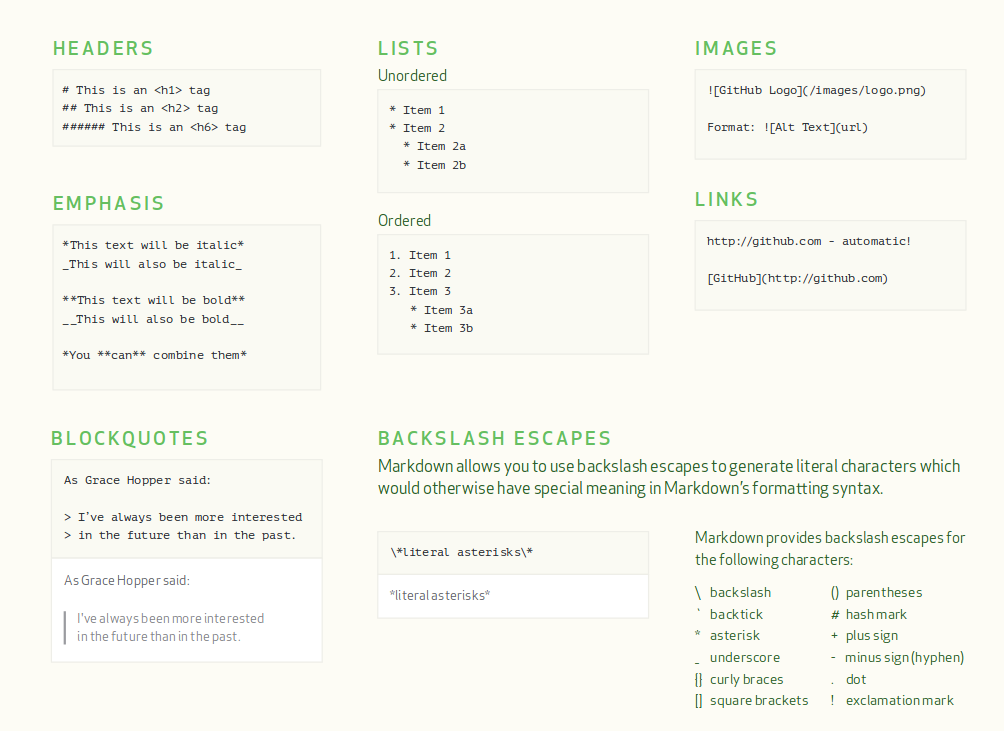 HEADERS
# This is an <h1> tag
## This is an <h2> tag
###### This is an <h6> tag
EMPHASIS
*This text will be italic*
_This will also be italic_
**This text will be bold**
__This will also be bold__
*You **can** combine them*
LISTS
Unordered
* Item 1
* Item 2
  * Item 2a
  * Item 2b
Ordered
1. Item 1
2. Item 2
3. Item 3
   * Item 3a
   * Item 3b
IMAGES
![GitHub Logo](/images/logo.png)
Format: ![Alt Text](url)
LINKS
http://github.com - automatic!
[GitHub](http://github.com)
BLOCKQUOTES
As Grace Hopper said:
> I’ve always been more interested
> in the future than in the past.
As Grace Hopper said:
I've always been more interested
in the future than in the past.
BACKSLASH ESCAPES
Markdown allows you to use backslash escapes to generate literal characters which
would otherwise have special meaning in Markdown’s formatting syntax.
\*literal asterisks\*
*literal asterisks*
Markdown provides backslash escapes for
the following characters:
\ backslash
` backtick
* asterisk
_ underscore
{} curly braces
[] square brackets
() parentheses
# hash mark
+ plus sign
- minus sign (hyphen)
. dot
! exclamation mark